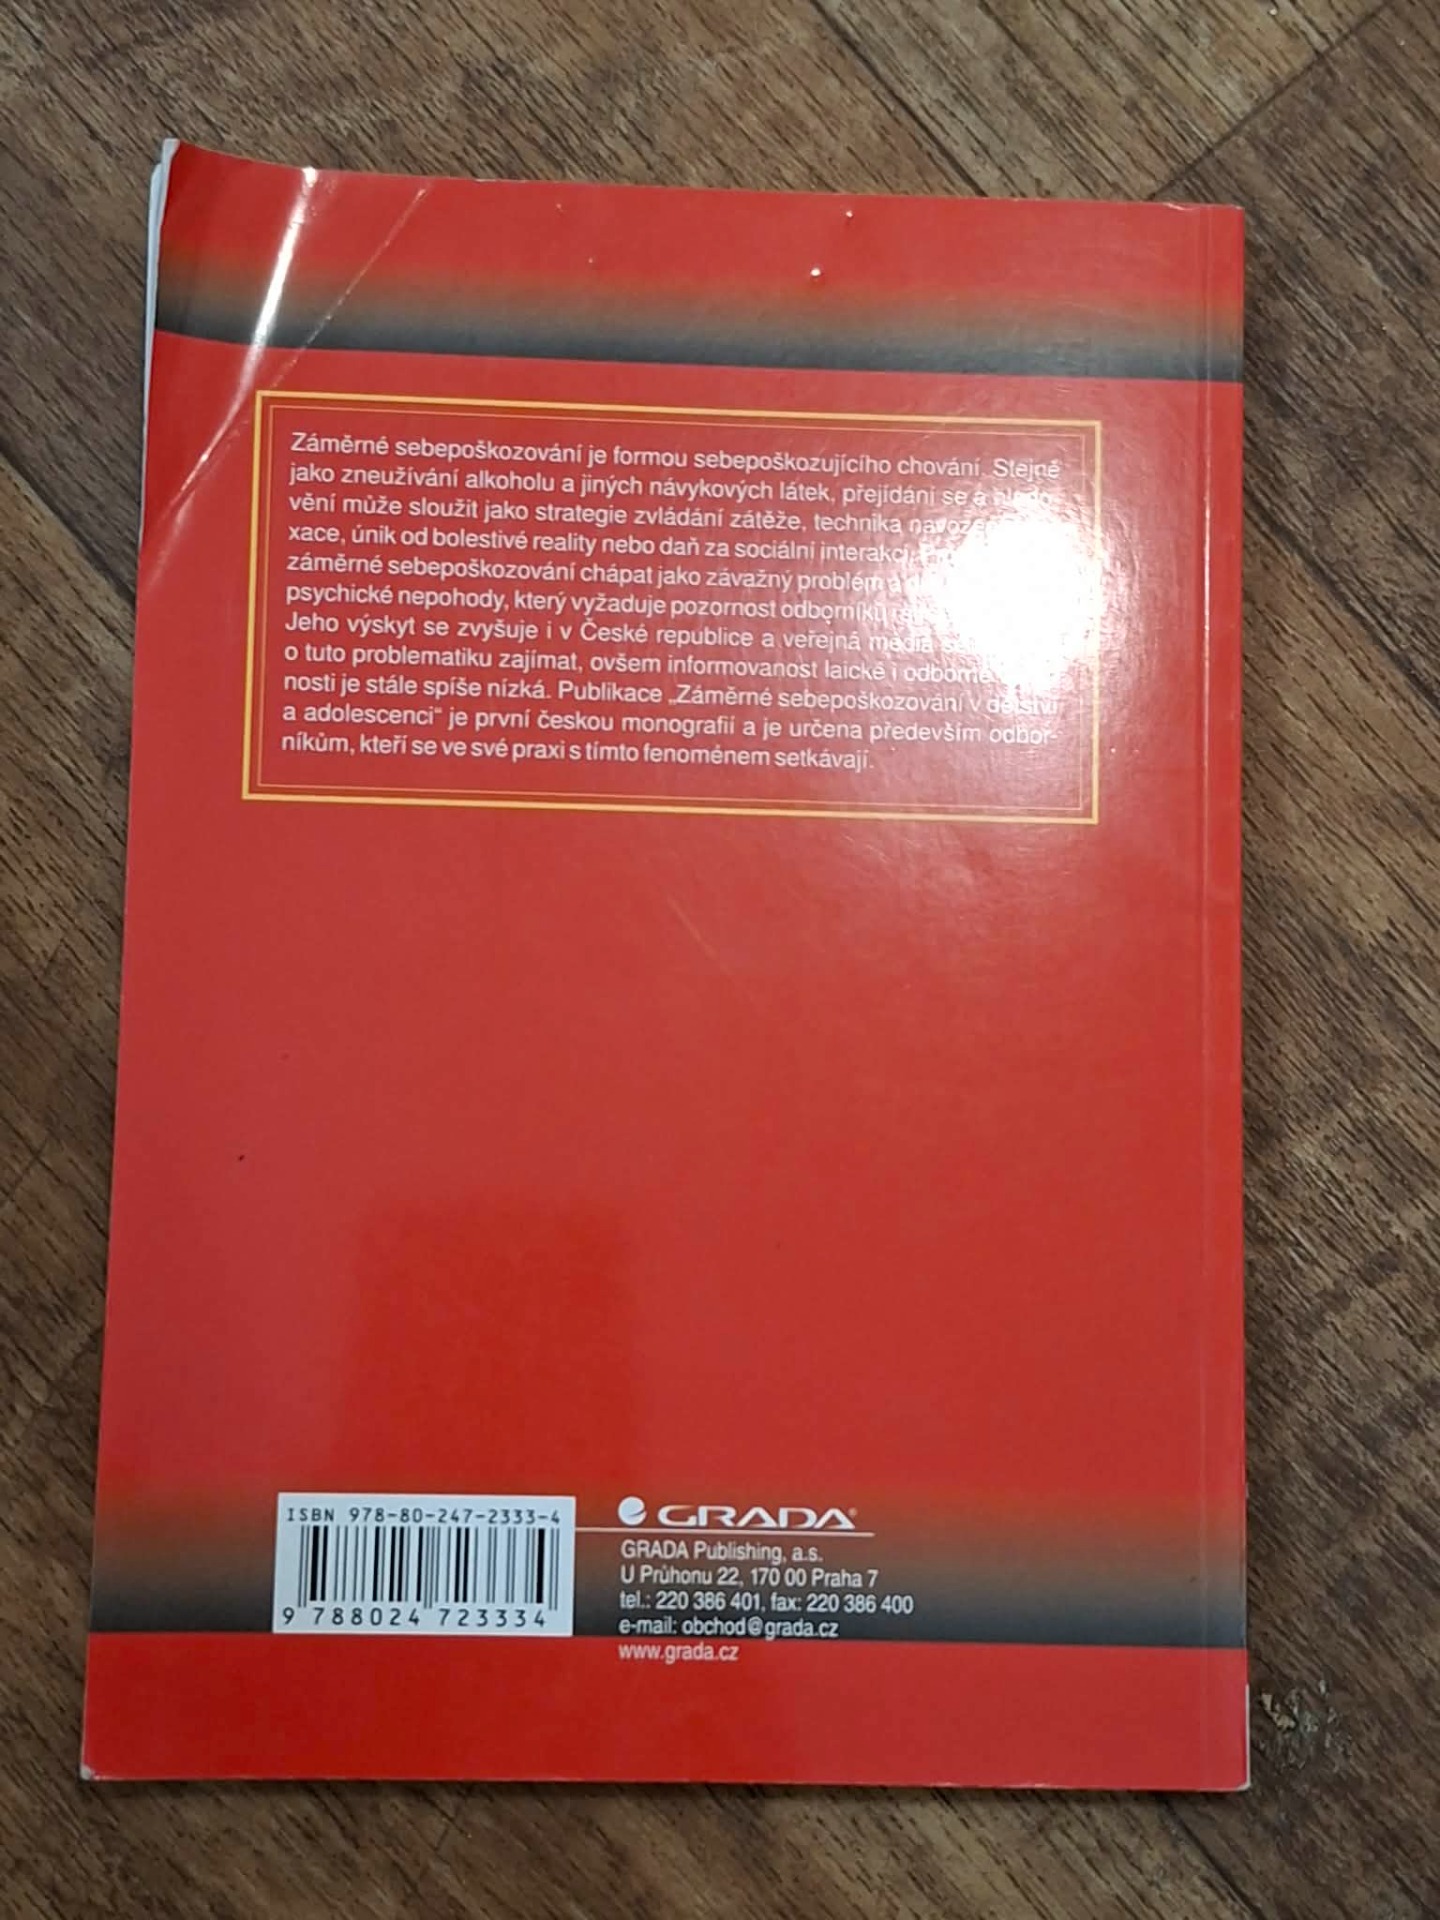 Záměrné sebepoškozování je formou sebepoškozujícího chování. Stejně
jako zneužívání alkoholu a jiných návykových látek, přejídání se a hlado-
vění může sloužit jako strategie zvládání zátěže, technika
xace, únik od bolestivé reality nebo daň za sociální interakci.
záměrné sebepoškozování chápat jako závažný problém a
psychické nepohody, který vyžaduje pozornost odborníků
Jeho výskyt se zvyšuje i v České republice a veřejná média
o tuto problematiku zajímat, ovšem informovanost laické i odborné
nosti je stále spíše nízká. Publikace „Záměrné sebepoškozování v dětství
a adolescenci“ je první českou monografií a je určena především odbor-
níkům, kteří se ve své praxi s tímto fenoménem setkávají.
ISBN 978-80-247-2333-4
9 788024 723334
GRADA®
GRADA Publishing, a.s.
U Průhonu 22, 170 00 Praha 7
tel.: 220 386 401, fax: 220 386 400
e-mail: obchod@grada.cz
www.grada.cz